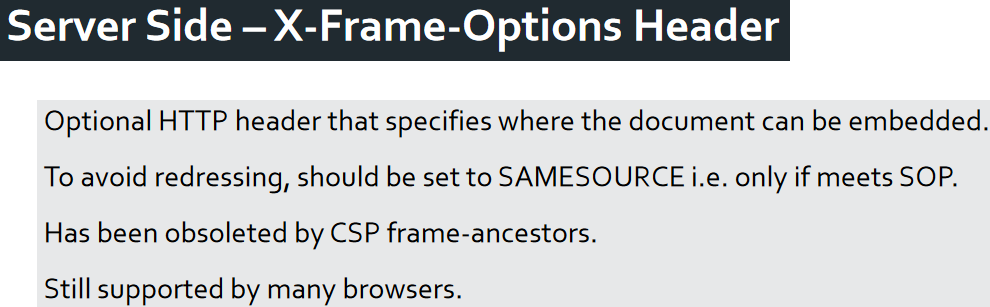 Server Side – X-Frame-Options Header
Optional HTTP header that specifies where the document can be embedded.
To avoid redressing, should be set to SAMESOURCE i.e. only if meets SOP.
Has been obsoleted by CSP frame-ancestors.
Still supported by many browsers.